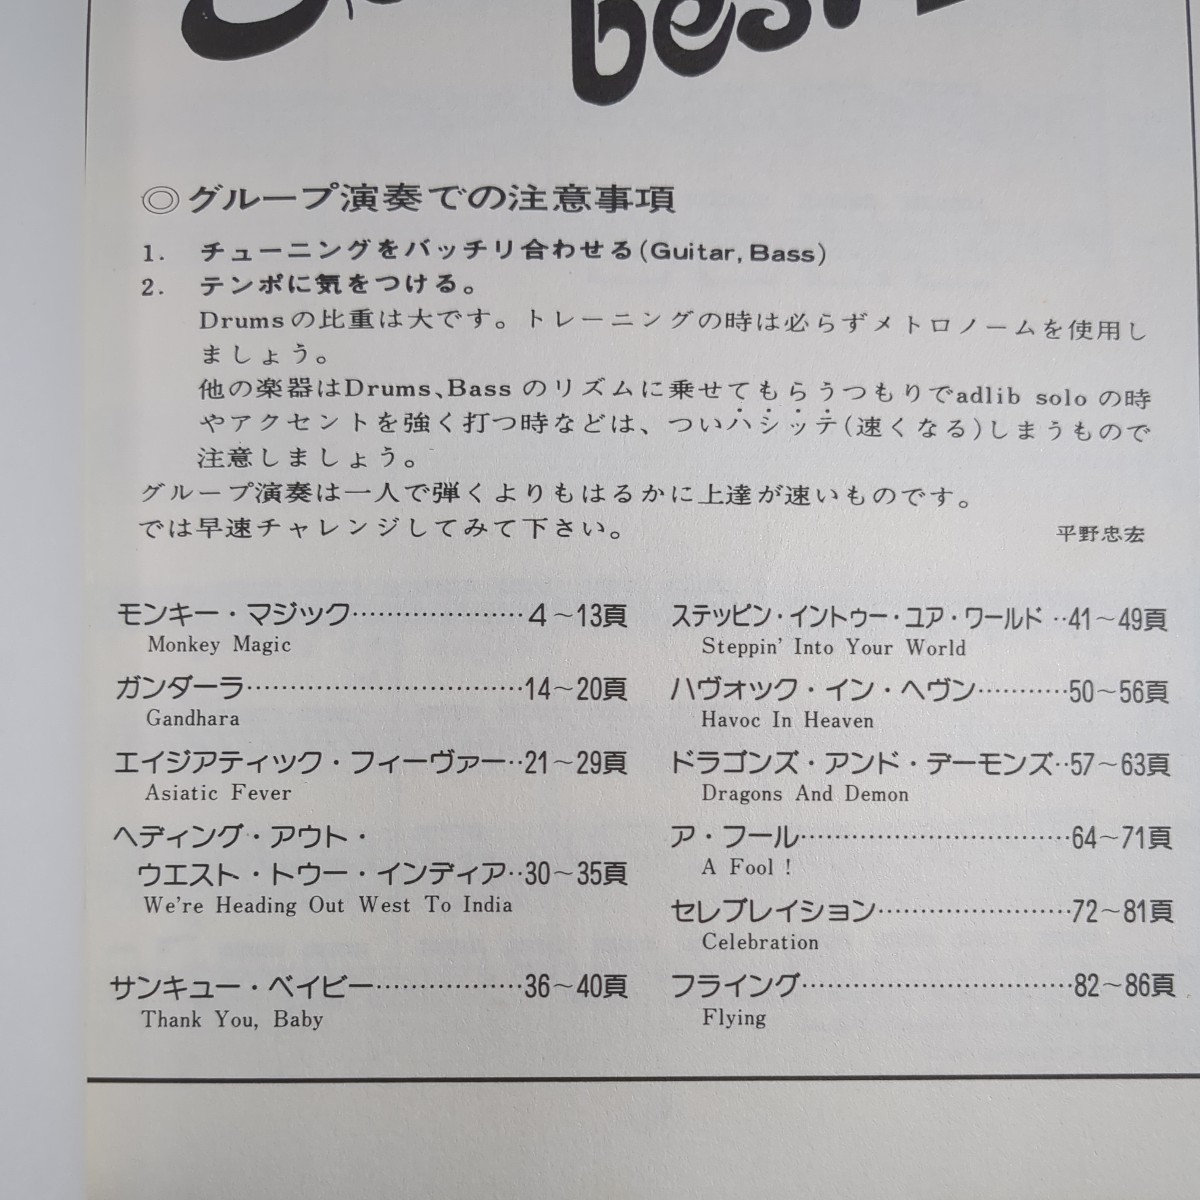 best
◎グループ演奏での注意事項
1. チューニングをバッチリ合わせる(Guitar, Bass)
2. テンポに気をつける。
Drumsの比重は大です。トレーニングの時は必らずメトロノームを使用し
ましょう。
他の楽器はDrums、Bassのリズムに乗せてもらうつもりでadlib soloの時
やアクセントを強く打つ時などは、ついハシッテ(速くなる)しまうもので
注意しましょう。
グループ演奏は一人で弾くよりもはるかに上達が速いものです。
では早速チャレンジしてみて下さい。
平野忠宏
モンキー・マジック………………4～13頁
Monkey Magic
ガンダーラ…………………………14～20頁
Gandhara
エイジアティック・フィーヴァー‥21～29頁
Asiatic Fever
ヘディング・アウト・
ウエスト・トゥー・インディア‥30～35頁
We're Heading Out West To India
サンキュー・ベイビー……………36～40頁
Thank You, Baby
ステッピン・イントゥー・ユア・ワールド‥41～49頁
Steppin' Into Your World
ハヴォック・イン・ヘヴン…………50～56頁
Havoc In Heaven
ドラゴンズ・アンド・デーモンズ‥57～63頁
Dragons And Demon
ア・フール…………………………64～71頁
A Fool !
セレブレイション…………………72～81頁
Celebration
フライング…………………………82～86頁
Flying